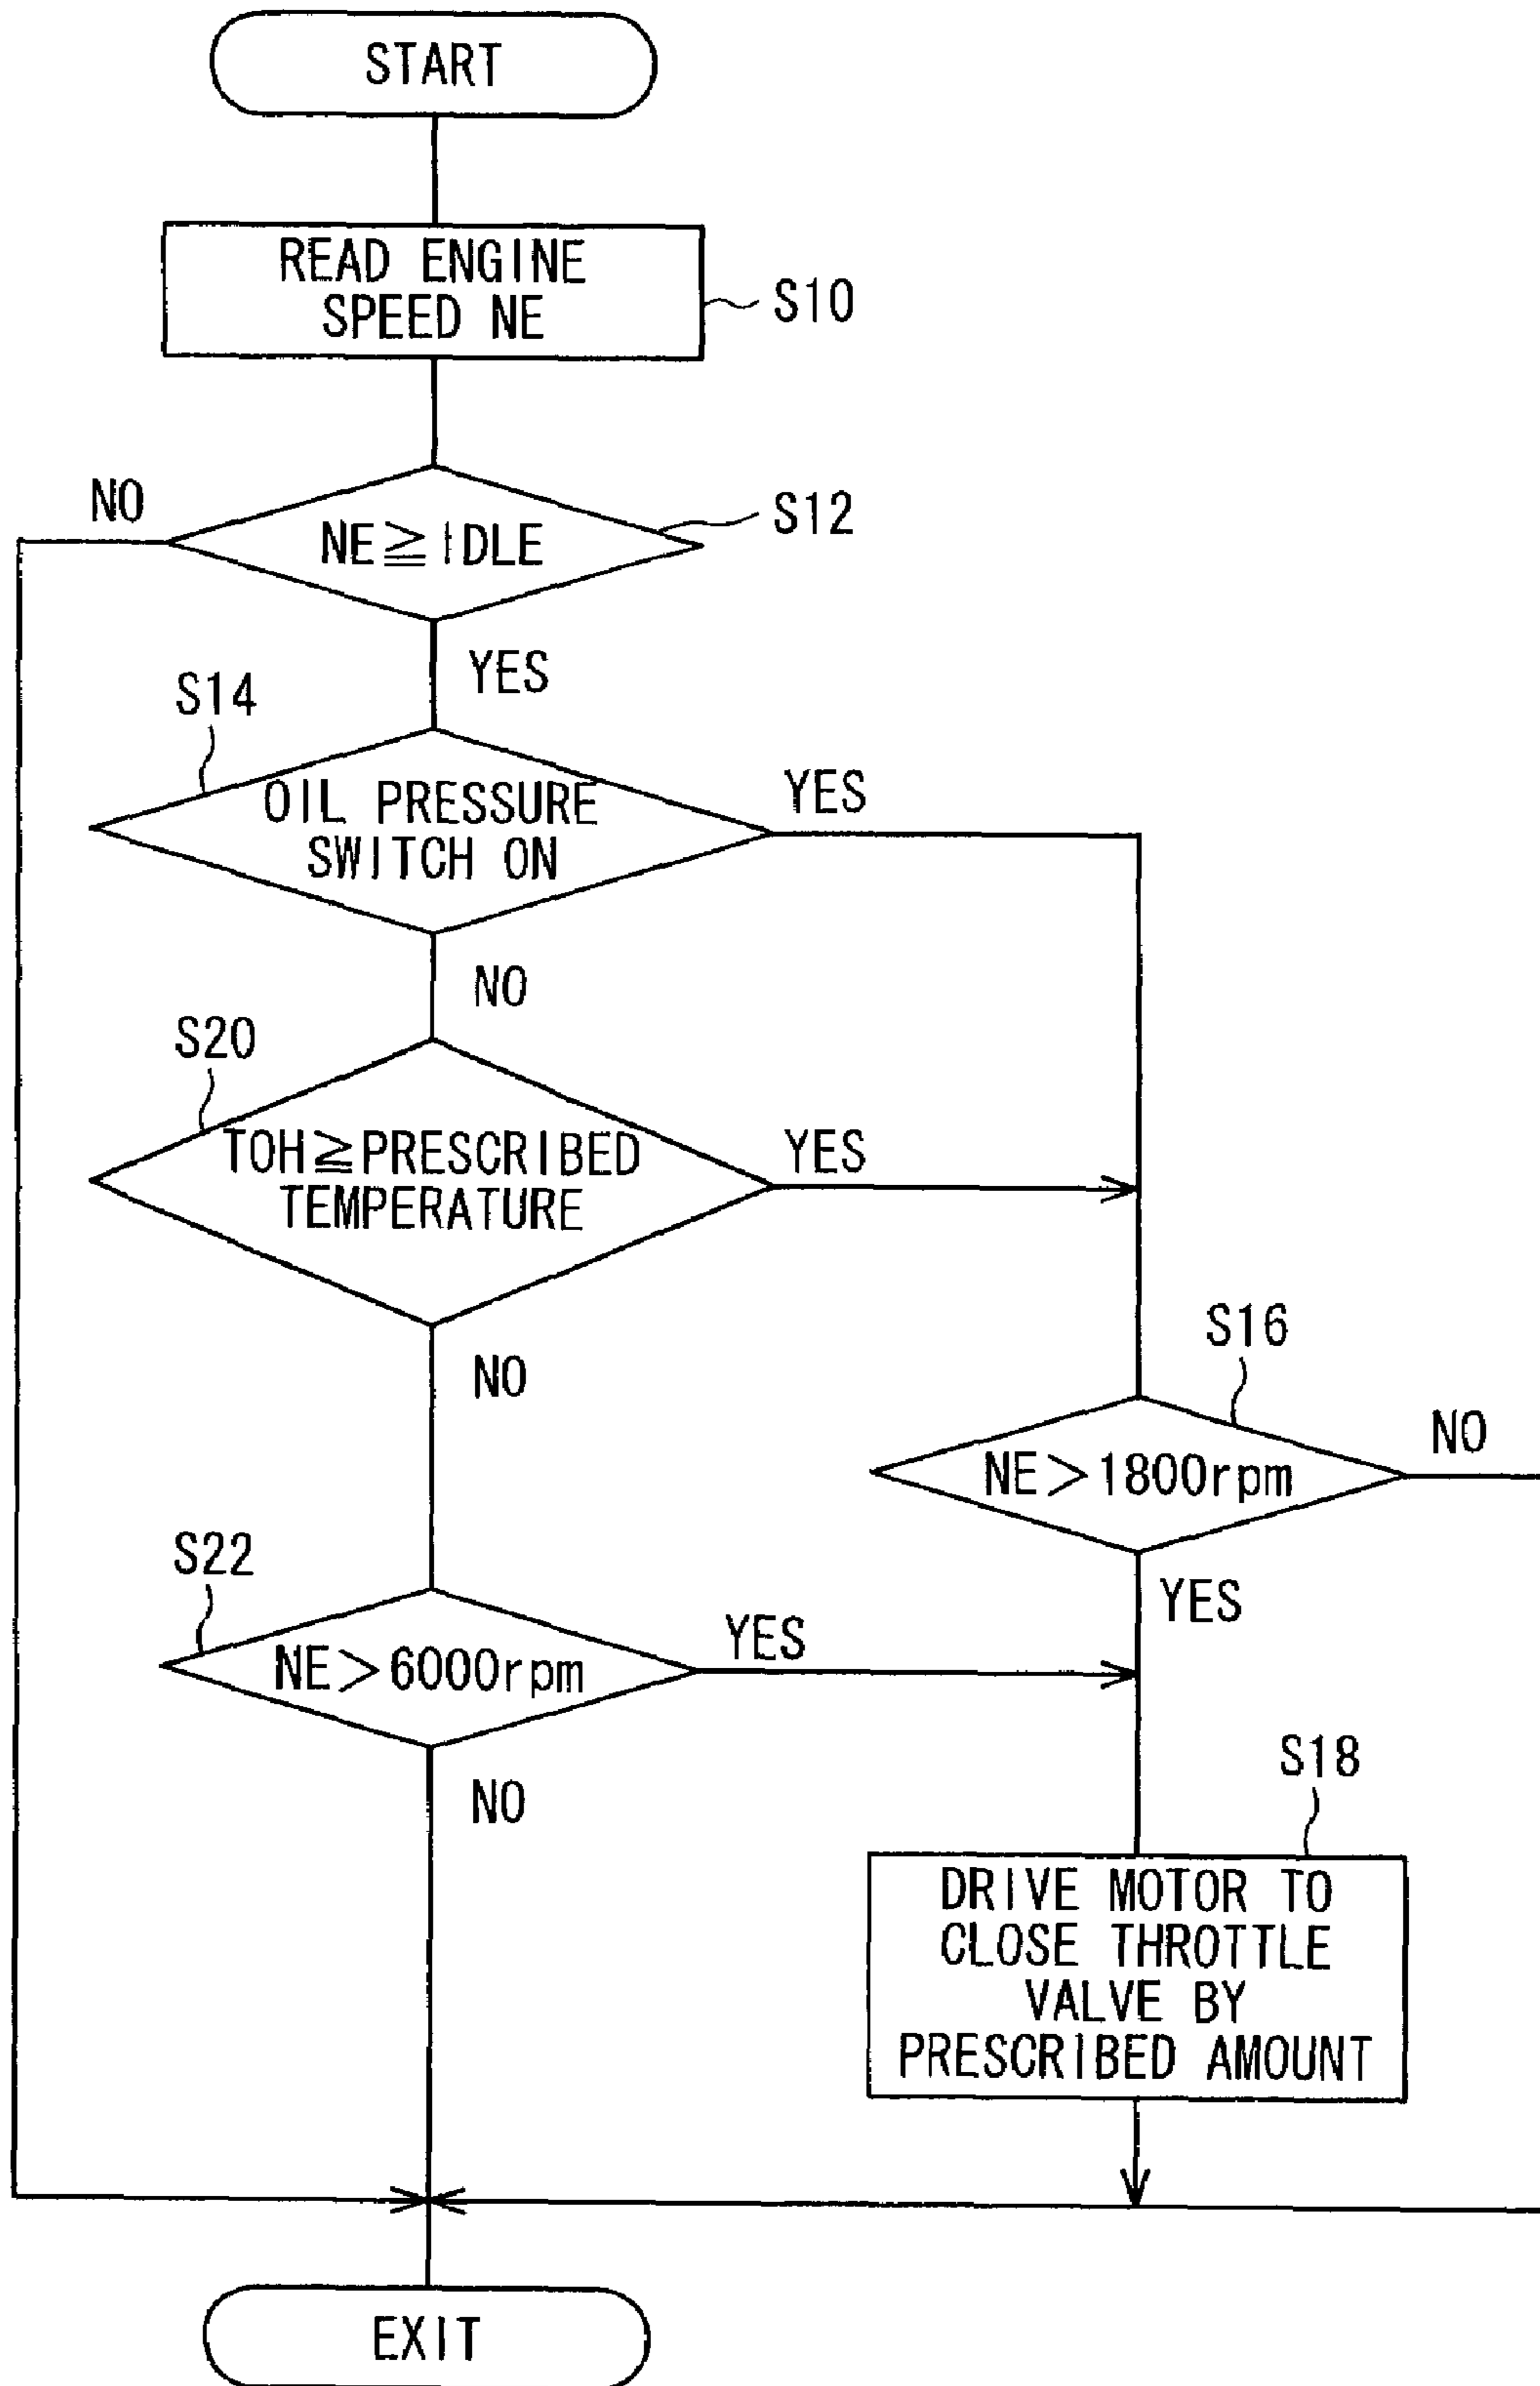 START
READ ENGINE
SPEED NE
S10
NO
NE≧IDLE
S12
YES
S14
OIL PRESSURE
SWITCH ON
YES
NO
S20
TOH≧PRESCRIBED
TEMPERATURE
YES
NO
S16
NE>1800rpm
NO
YES
S22
NE>6000rpm
YES
NO
S18
DRIVE MOTOR TO
CLOSE THROTTLE
VALVE BY
PRESCRIBED AMOUNT
EXIT